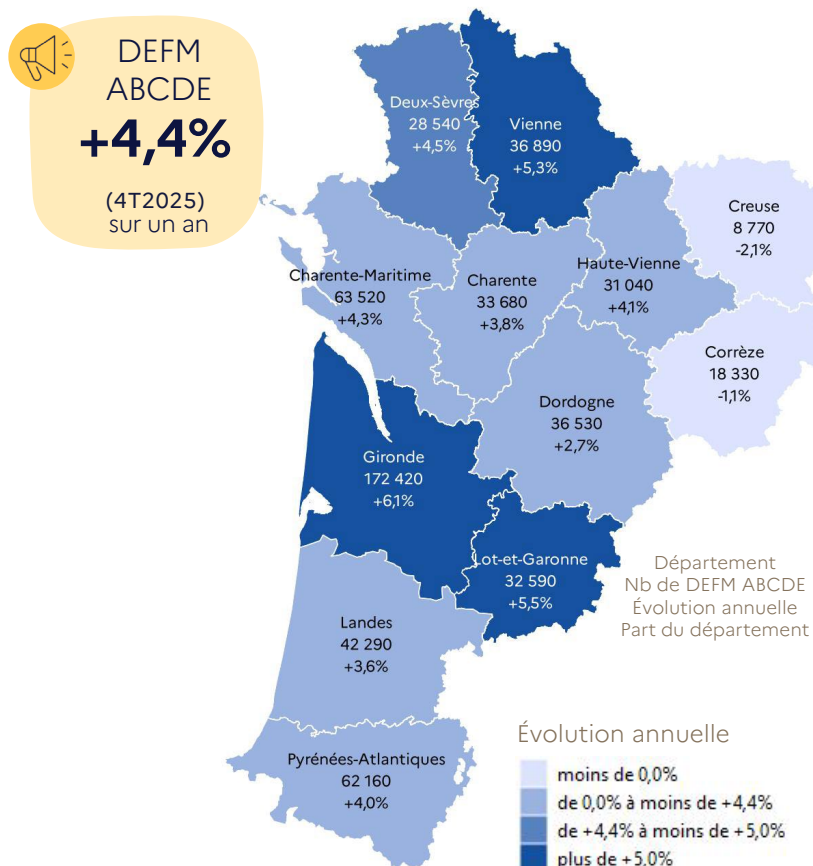 DEFM
ABCDE
+4,4%
(4T2025)
sur un an
Deux-Sèvres
28 540
+4,5%
Vienne
36 890
+5,3%
Creuse
8 770
-2,1%
Charente-Maritime
63 520
+4,3%
Charente
33 680
+3,8%
Haute-Vienne
31 040
+4,1%
Corrèze
18 330
-1,1%
Dordogne
36 530
+2,7%
Gironde
172 420
+6,1%
Lot-et-Garonne
32 590
+5,5%
Département
Nb de DEFM ABCDE
Évolution annuelle
Part du département
Landes
42 290
+3,6%
Pyrénées-Atlantiques
62 160
+4,0%
Évolution annuelle
moins de 0,0%
de 0,0% à moins de +4,4%
de +4,4% à moins de +5,0%
plus de +5,0%